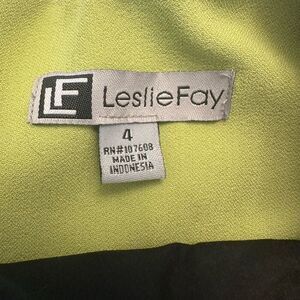 LF LeslieFay
4
RN#107608
MADE IN
INDONESIA